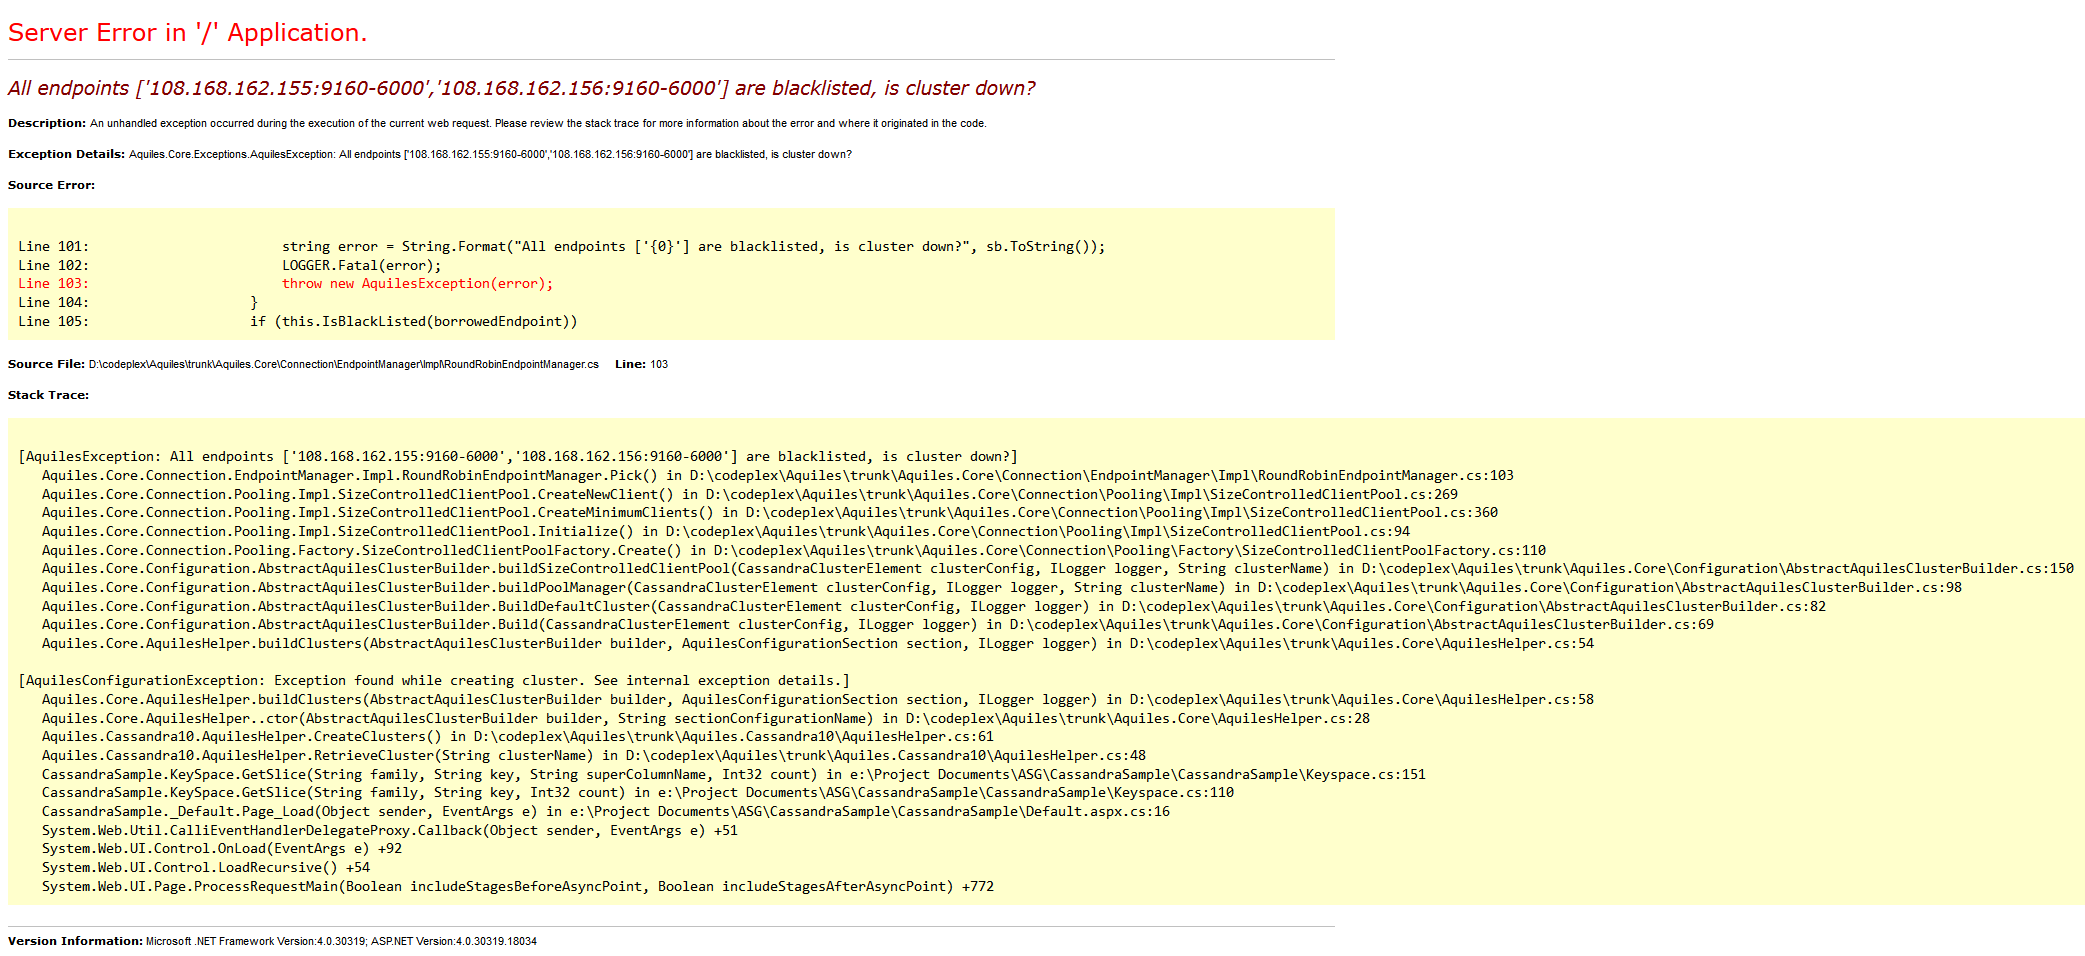 Server Error in '/' Application.
All endpoints ['108.168.162.155:9160-6000','108.168.162.156:9160-6000'] are blacklisted, is cluster down?
Description: An unhandled exception occurred during the execution of the current web request. Please review the stack trace for more information about the error and where it originated in the code.
Exception Details: Aquiles.Core.Exceptions.AquilesException: All endpoints ['108.168.162.155:9160-6000','108.168.162.156:9160-6000'] are blacklisted, is cluster down?
Source Error:
Line 101:                        string error = String.Format("All endpoints ['{0}'] are blacklisted, is cluster down?", sb.ToString());
Line 102:                        LOGGER.Fatal(error);
Line 103:                        throw new AquilesException(error);
Line 104:                    }
Line 105:                    if (this.IsBlackListed(borrowedEndpoint))
Source File: D:\codeplex\Aquiles\trunk\Aquiles.Core\Connection\EndpointManager\Impl\RoundRobinEndpointManager.cs    Line: 103
Stack Trace:
[AquilesException: All endpoints ['108.168.162.155:9160-6000','108.168.162.156:9160-6000'] are blacklisted, is cluster down?]
   Aquiles.Core.Connection.EndpointManager.Impl.RoundRobinEndpointManager.Pick() in D:\codeplex\Aquiles\trunk\Aquiles.Core\Connection\EndpointManager\Impl\RoundRobinEndpointManager.cs:103
   Aquiles.Core.Connection.Pooling.Impl.SizeControlledClientPool.CreateNewClient() in D:\codeplex\Aquiles\trunk\Aquiles.Core\Connection\Pooling\Impl\SizeControlledClientPool.cs:269
   Aquiles.Core.Connection.Pooling.Impl.SizeControlledClientPool.CreateMinimumClients() in D:\codeplex\Aquiles\trunk\Aquiles.Core\Connection\Pooling\Impl\SizeControlledClientPool.cs:360
   Aquiles.Core.Connection.Pooling.Impl.SizeControlledClientPool.Initialize() in D:\codeplex\Aquiles\trunk\Aquiles.Core\Connection\Pooling\Impl\SizeControlledClientPool.cs:94
   Aquiles.Core.Connection.Pooling.Factory.SizeControlledClientPoolFactory.Create() in D:\codeplex\Aquiles\trunk\Aquiles.Core\Connection\Pooling\Factory\SizeControlledClientPoolFactory.cs:110
   Aquiles.Core.Configuration.AbstractAquilesClusterBuilder.buildSizeControlledClientPool(CassandraClusterElement clusterConfig, ILogger logger, String clusterName) in D:\codeplex\Aquiles\trunk\Aquiles.Core\Configuration\AbstractAquilesClusterBuilder.cs:150
   Aquiles.Core.Configuration.AbstractAquilesClusterBuilder.buildPoolManager(CassandraClusterElement clusterConfig, ILogger logger, String clusterName) in D:\codeplex\Aquiles\trunk\Aquiles.Core\Configuration\AbstractAquilesClusterBuilder.cs:98
   Aquiles.Core.Configuration.AbstractAquilesClusterBuilder.BuildDefaultCluster(CassandraClusterElement clusterConfig, ILogger logger) in D:\codeplex\Aquiles\trunk\Aquiles.Core\Configuration\AbstractAquilesClusterBuilder.cs:82
   Aquiles.Core.Configuration.AbstractAquilesClusterBuilder.Build(CassandraClusterElement clusterConfig, ILogger logger) in D:\codeplex\Aquiles\trunk\Aquiles.Core\Configuration\AbstractAquilesClusterBuilder.cs:69
   Aquiles.Core.AquilesHelper.buildClusters(AbstractAquilesClusterBuilder builder, AquilesConfigurationSection section, ILogger logger) in D:\codeplex\Aquiles\trunk\Aquiles.Core\AquilesHelper.cs:54
[AquilesConfigurationException: Exception found while creating cluster. See internal exception details.]
   Aquiles.Core.AquilesHelper.buildClusters(AbstractAquilesClusterBuilder builder, AquilesConfigurationSection section, ILogger logger) in D:\codeplex\Aquiles\trunk\Aquiles.Core\AquilesHelper.cs:58
   Aquiles.Core.AquilesHelper..ctor(AbstractAquilesClusterBuilder builder, String sectionConfigurationName) in D:\codeplex\Aquiles\trunk\Aquiles.Core\AquilesHelper.cs:28
   Aquiles.Cassandra10.AquilesHelper.CreateClusters() in D:\codeplex\Aquiles\trunk\Aquiles.Cassandra10\AquilesHelper.cs:61
   Aquiles.Cassandra10.AquilesHelper.RetrieveCluster(String clusterName) in D:\codeplex\Aquiles\trunk\Aquiles.Cassandra10\AquilesHelper.cs:48
   CassandraSample.KeySpace.GetSlice(String family, String key, String superColumnName, Int32 count) in e:\Project Documents\ASG\CassandraSample\CassandraSample\Keyspace.cs:151
   CassandraSample.KeySpace.GetSlice(String family, String key, Int32 count) in e:\Project Documents\ASG\CassandraSample\CassandraSample\Keyspace.cs:110
   CassandraSample._Default.Page_Load(Object sender, EventArgs e) in e:\Project Documents\ASG\CassandraSample\CassandraSample\Default.aspx.cs:16
   System.Web.Util.CalliEventHandlerDelegateProxy.Callback(Object sender, EventArgs e) +51
   System.Web.UI.Control.OnLoad(EventArgs e) +92
   System.Web.UI.Control.LoadRecursive() +54
   System.Web.UI.Page.ProcessRequestMain(Boolean includeStagesBeforeAsyncPoint, Boolean includeStagesAfterAsyncPoint) +772
Version Information: Microsoft .NET Framework Version:4.0.30319; ASP.NET Version:4.0.30319.18034